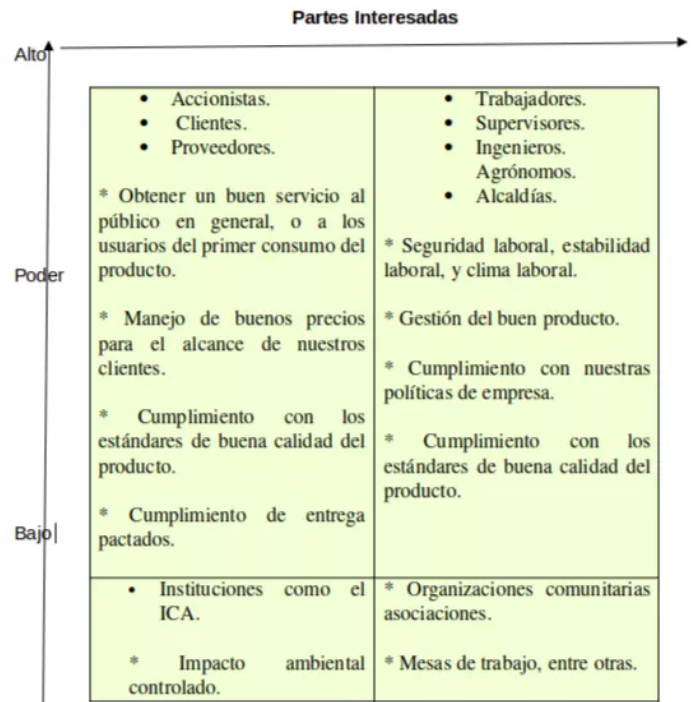 Partes Interesadas
Alto
Poder
Bajo
• Accionistas.
• Clientes.
• Proveedores.
* Obtener un buen servicio al
público en general, o a los
usuarios del primer consumo del
producto.
* Manejo de buenos precios
para el alcance de nuestros
clientes.
* Cumplimiento con los
estándares de buena calidad del
producto.
* Cumplimiento de entrega
pactados.
• Trabajadores.
• Supervisores.
• Ingenieros.
Agrónomos.
• Alcaldías.
* Seguridad laboral, estabilidad
laboral, y clima laboral.
* Gestión del buen producto.
* Cumplimiento con nuestras
políticas de empresa.
* Cumplimiento con los
estándares de buena calidad del
producto.
• Instituciones como el
ICA.
* Impacto ambiental
controlado.
* Organizaciones comunitarias
asociaciones.
* Mesas de trabajo, entre otras.